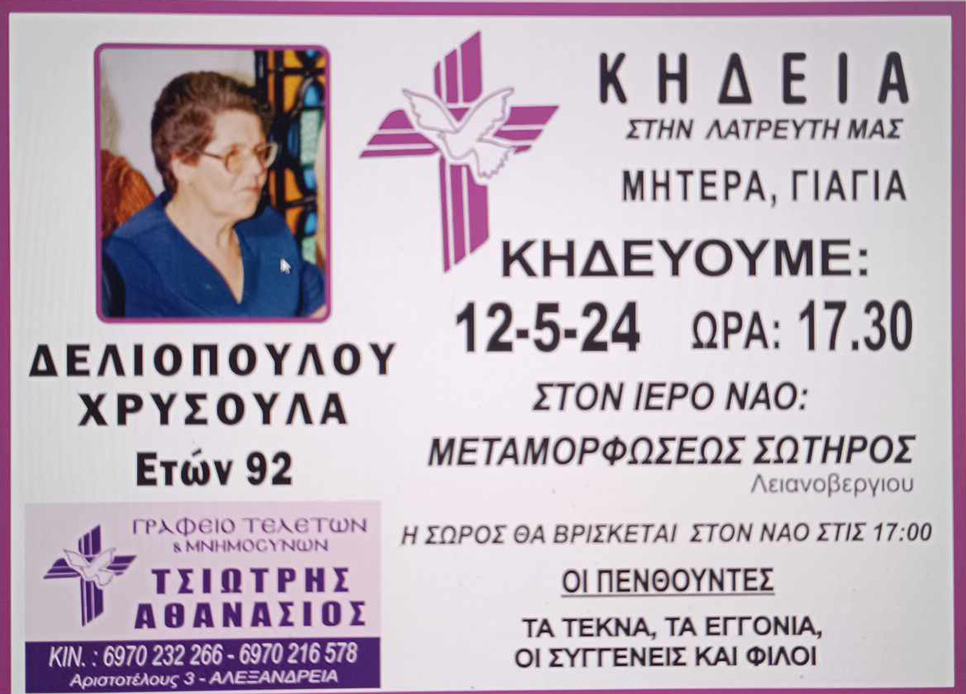 ΚΗΔΕΙΑ
ΣΤΗΝ ΛΑΤΡΕΥΤΗ ΜΑΣ
ΜΗΤΕΡΑ, ΓΙΑΓΙΑ
ΚΗΔΕΥΟΥΜΕ:
12-5-24 ΩΡΑ: 17.30
ΣΤΟΝ ΙΕΡΟ ΝΑΟ:
ΜΕΤΑΜΟΡΦΩΣΕΩΣ ΣΩΤΗΡΟΣ
Λειανοβεργιου
Η ΣΩΡΟΣ ΘΑ ΒΡΙΣΚΕΤΑΙ ΣΤΟΝ ΝΑΟ ΣΤΙΣ 17:00
ΟΙ ΠΕΝΘΟΥΝΤΕΣ
ΤΑ ΤΕΚΝΑ, ΤΑ ΕΓΓΟΝΙΑ,
ΟΙ ΣΥΓΓΕΝΕΙΣ ΚΑΙ ΦΙΛΟΙ
ΔΕΛΙΟΠΟΥΛΟΥ
ΧΡΥΣΟΥΛΑ
Ετών 92
ΓΡΑΦΕΙΟ ΤΕΛΕΤΩΝ
& ΜΝΗΜΟΣΥΝΩΝ
ΤΣΙΩΤΡΗΣ
ΑΘΑΝΑΣΙΟΣ
ΚΙΝ. : 6970 232 266 - 6970 216 578
Αριστοτέλους 3 - ΑΛΕΞΑΝΔΡΕΙΑ